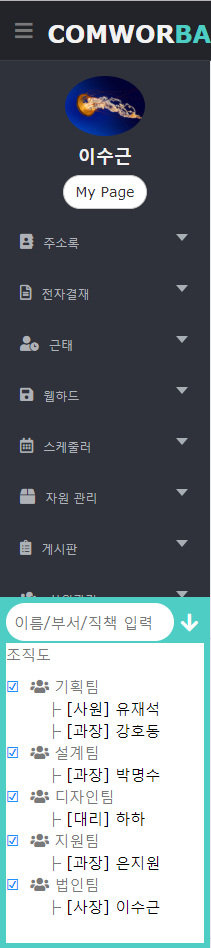 COMWORBA
이수근
My Page
주소록
전자결재
근태
웹하드
스케줄러
자원 관리
게시판
이름/부서/직책 입력
조직도
기획팀
├ [사원] 유재석
├ [과장] 강호동
설계팀
├ [과장] 박명수
디자인팀
├ [대리] 하하
지원팀
├ [과장] 은지원
법인팀
├ [사장] 이수근